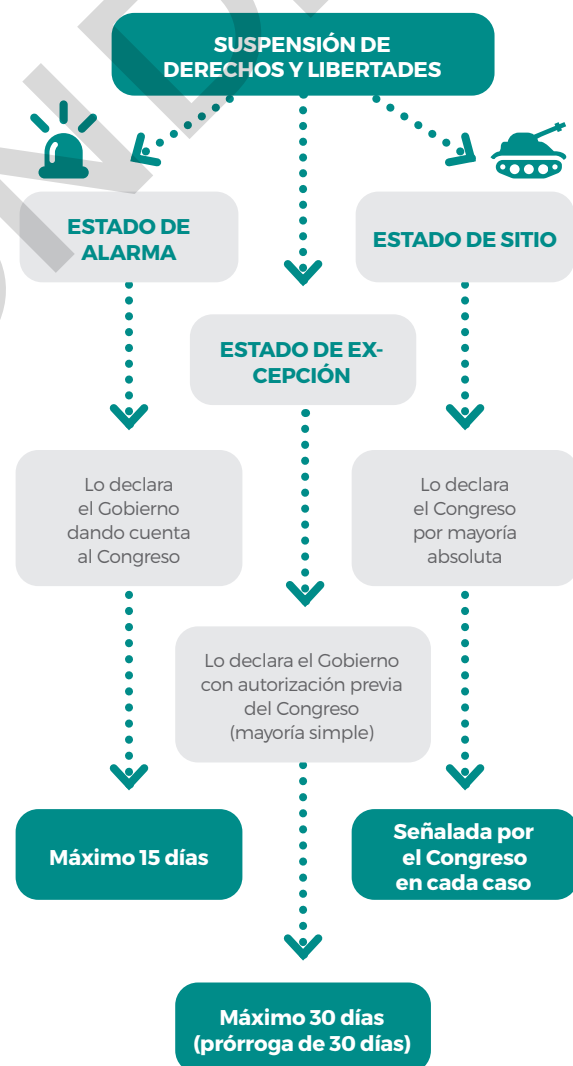 SUSPENSIÓN DE
DERECHOS Y LIBERTADES
ESTADO DE
ALARMA
ESTADO DE SITIO
ESTADO DE EX-
CEPCIÓN
Lo declara
el Gobierno
dando cuenta
al Congreso
Lo declara
el Congreso
por mayoría
absoluta
Lo declara el Gobierno
con autorización previa
del Congreso
(mayoría simple)
Máximo 15 días
Señalada por
el Congreso
en cada caso
Máximo 30 días
(prórroga de 30 días)